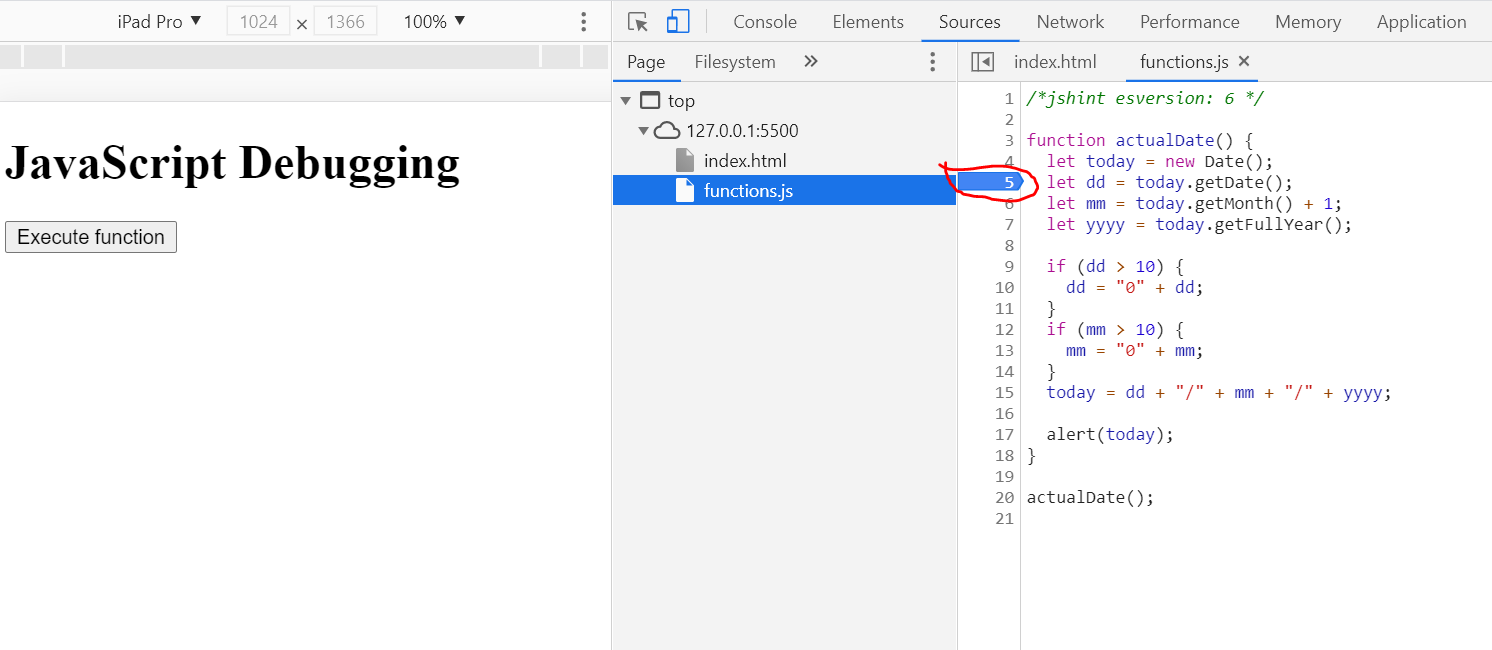 iPad Pro ▼ 1024 × 1366 100% ▼
Console Elements Sources Network Performance Memory Application
Page Filesystem »
index.html functions.js ×
top
127.0.0.1:5500
index.html
functions.js
JavaScript Debugging
Execute function
1 /*jshint esversion: 6 */
2
3 function actualDate() {
4   let today = new Date();
5   let dd = today.getDate();
6   let mm = today.getMonth() + 1;
7   let yyyy = today.getFullYear();
8
9   if (dd > 10) {
10     dd = "0" + dd;
11   }
12   if (mm > 10) {
13     mm = "0" + mm;
14   }
15   today = dd + "/" + mm + "/" + yyyy;
16
17   alert(today);
18 }
19
20 actualDate();
21